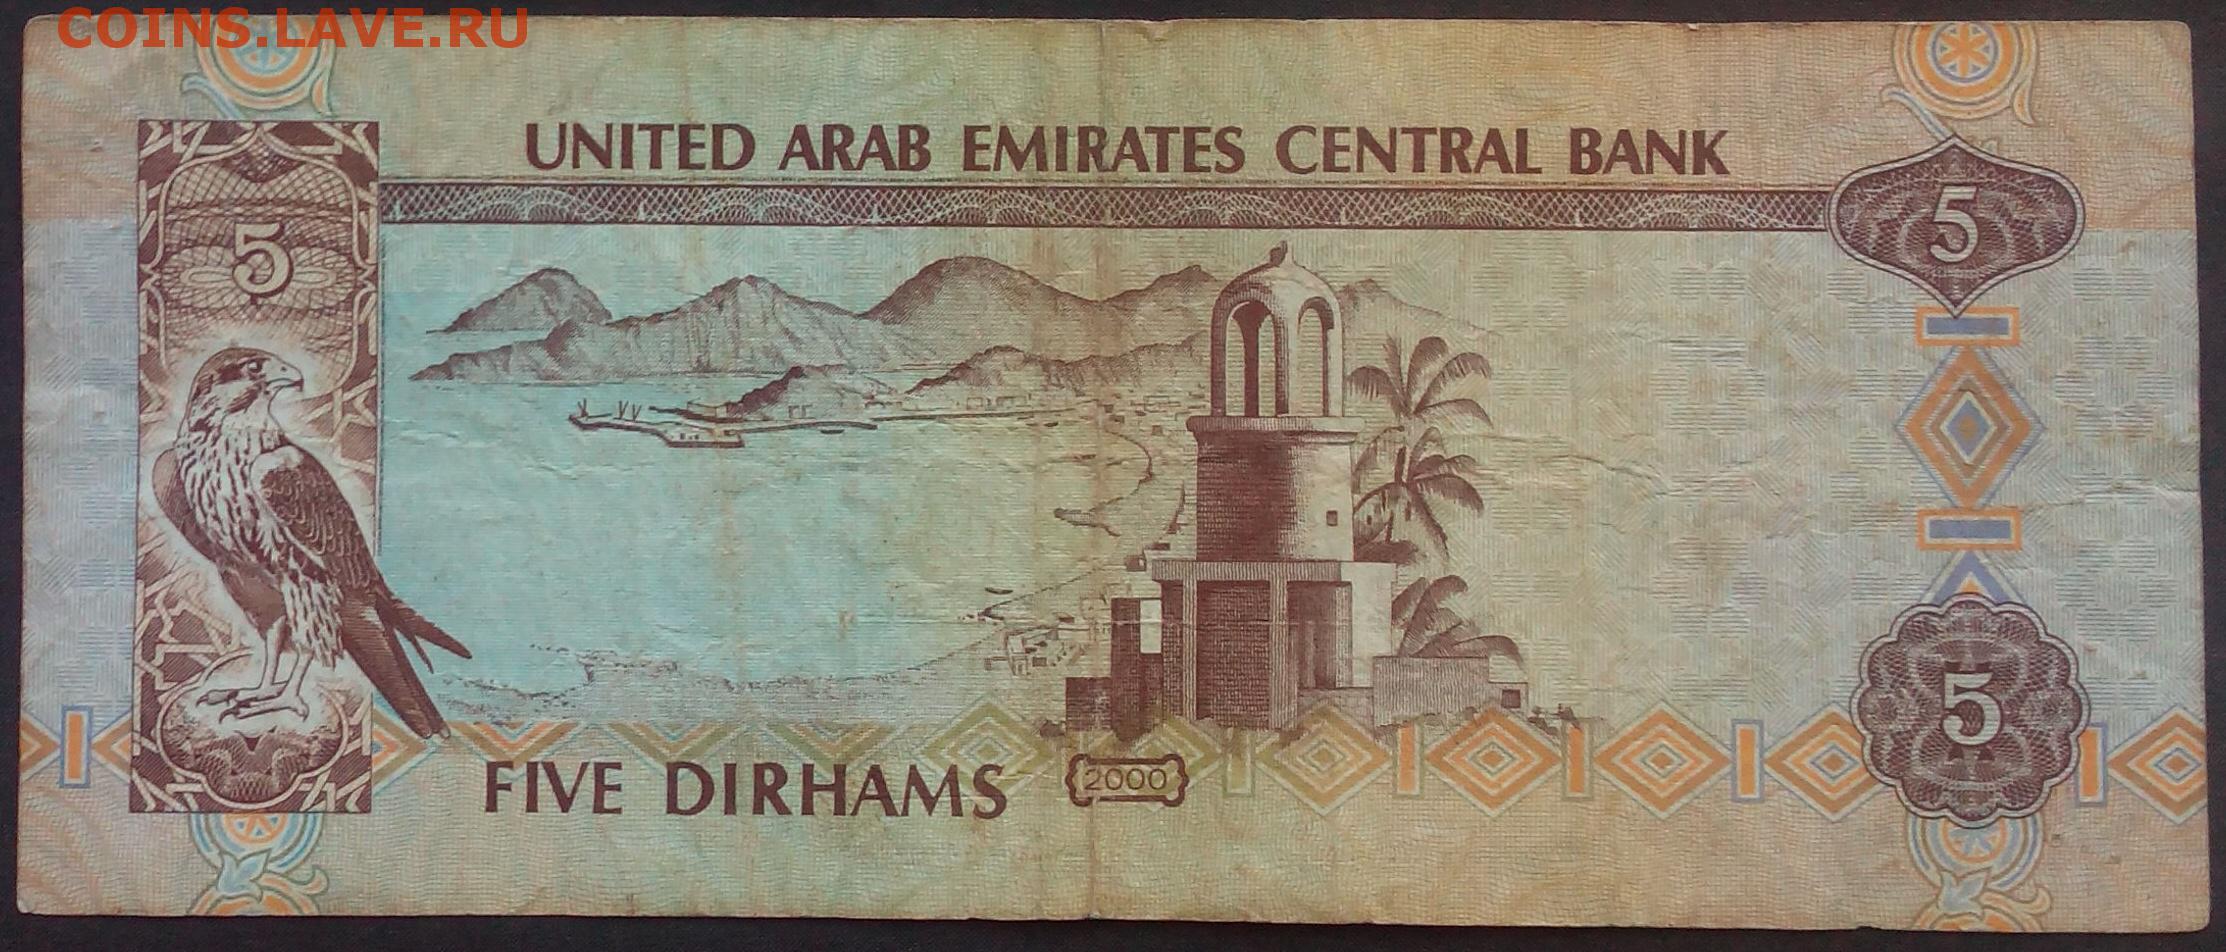 COINS.LAVE.RU
UNITED ARAB EMIRATES CENTRAL BANK
5
5
FIVE DIRHAMS
2000
5